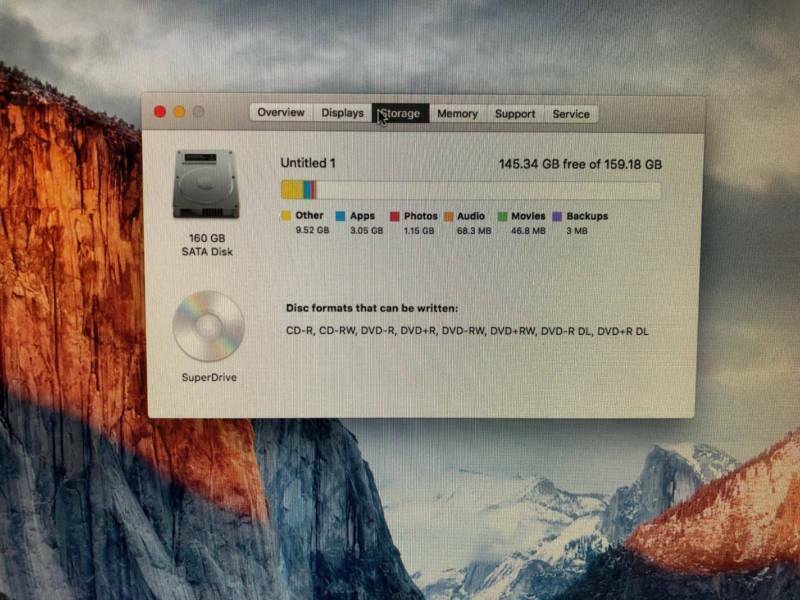 Overview Displays Storage Memory Support Service
Untitled 1 145.34 GB free of 159.18 GB
Other Apps Photos Audio Movies Backups
9.52 GB 3.05 GB 1.15 GB 68.3 MB 46.8 MB 3 MB
160 GB
SATA Disk
Disc formats that can be written:
CD-R, CD-RW, DVD-R, DVD+R, DVD-RW, DVD+RW, DVD-R DL, DVD+R DL
SuperDrive